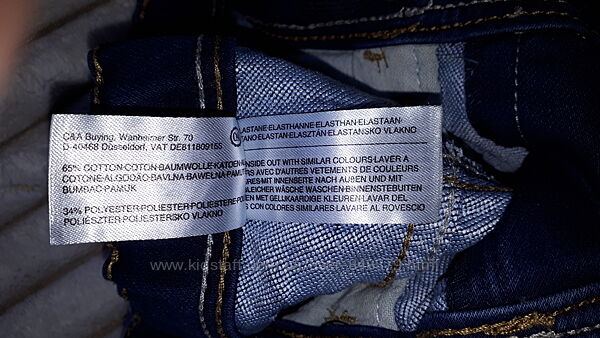 C&A Buying, Wanheimer Str. 70
D-40468 Düsseldorf, VAT DE811809155
65% COTTON-COTON-BAUMWOLLE-KATOEN
COTONE-ALGODÃO-BAVLNA-BAWEŁNA-PAMUT
BUMBAC-PAMUK
34% POLYESTER-POLIESTER-POLIESTERE
POLIÉSZTER-POLIESTERSKO VLAKNO
ELASTANE-ELASTHANNE-ELASTHAN-ELASTAAN-
ELASTAN-ELASZTÁN-ELASTANSKO VLAKNO
INSIDE OUT WITH SIMILAR COLOURS-LAVER A
AVEC D'AUTRES VETEMENTS DE COULEURS
MIT INNENSEITE NACH AUßEN UND MIT
WÄSCHE WASCHEN-BINNENSTEBUITEN
MET GELIJKAARDIGE KLEUREN-LAVAR DEL
CON COLORES SIMILARES-LAVARE AL ROVESCIO